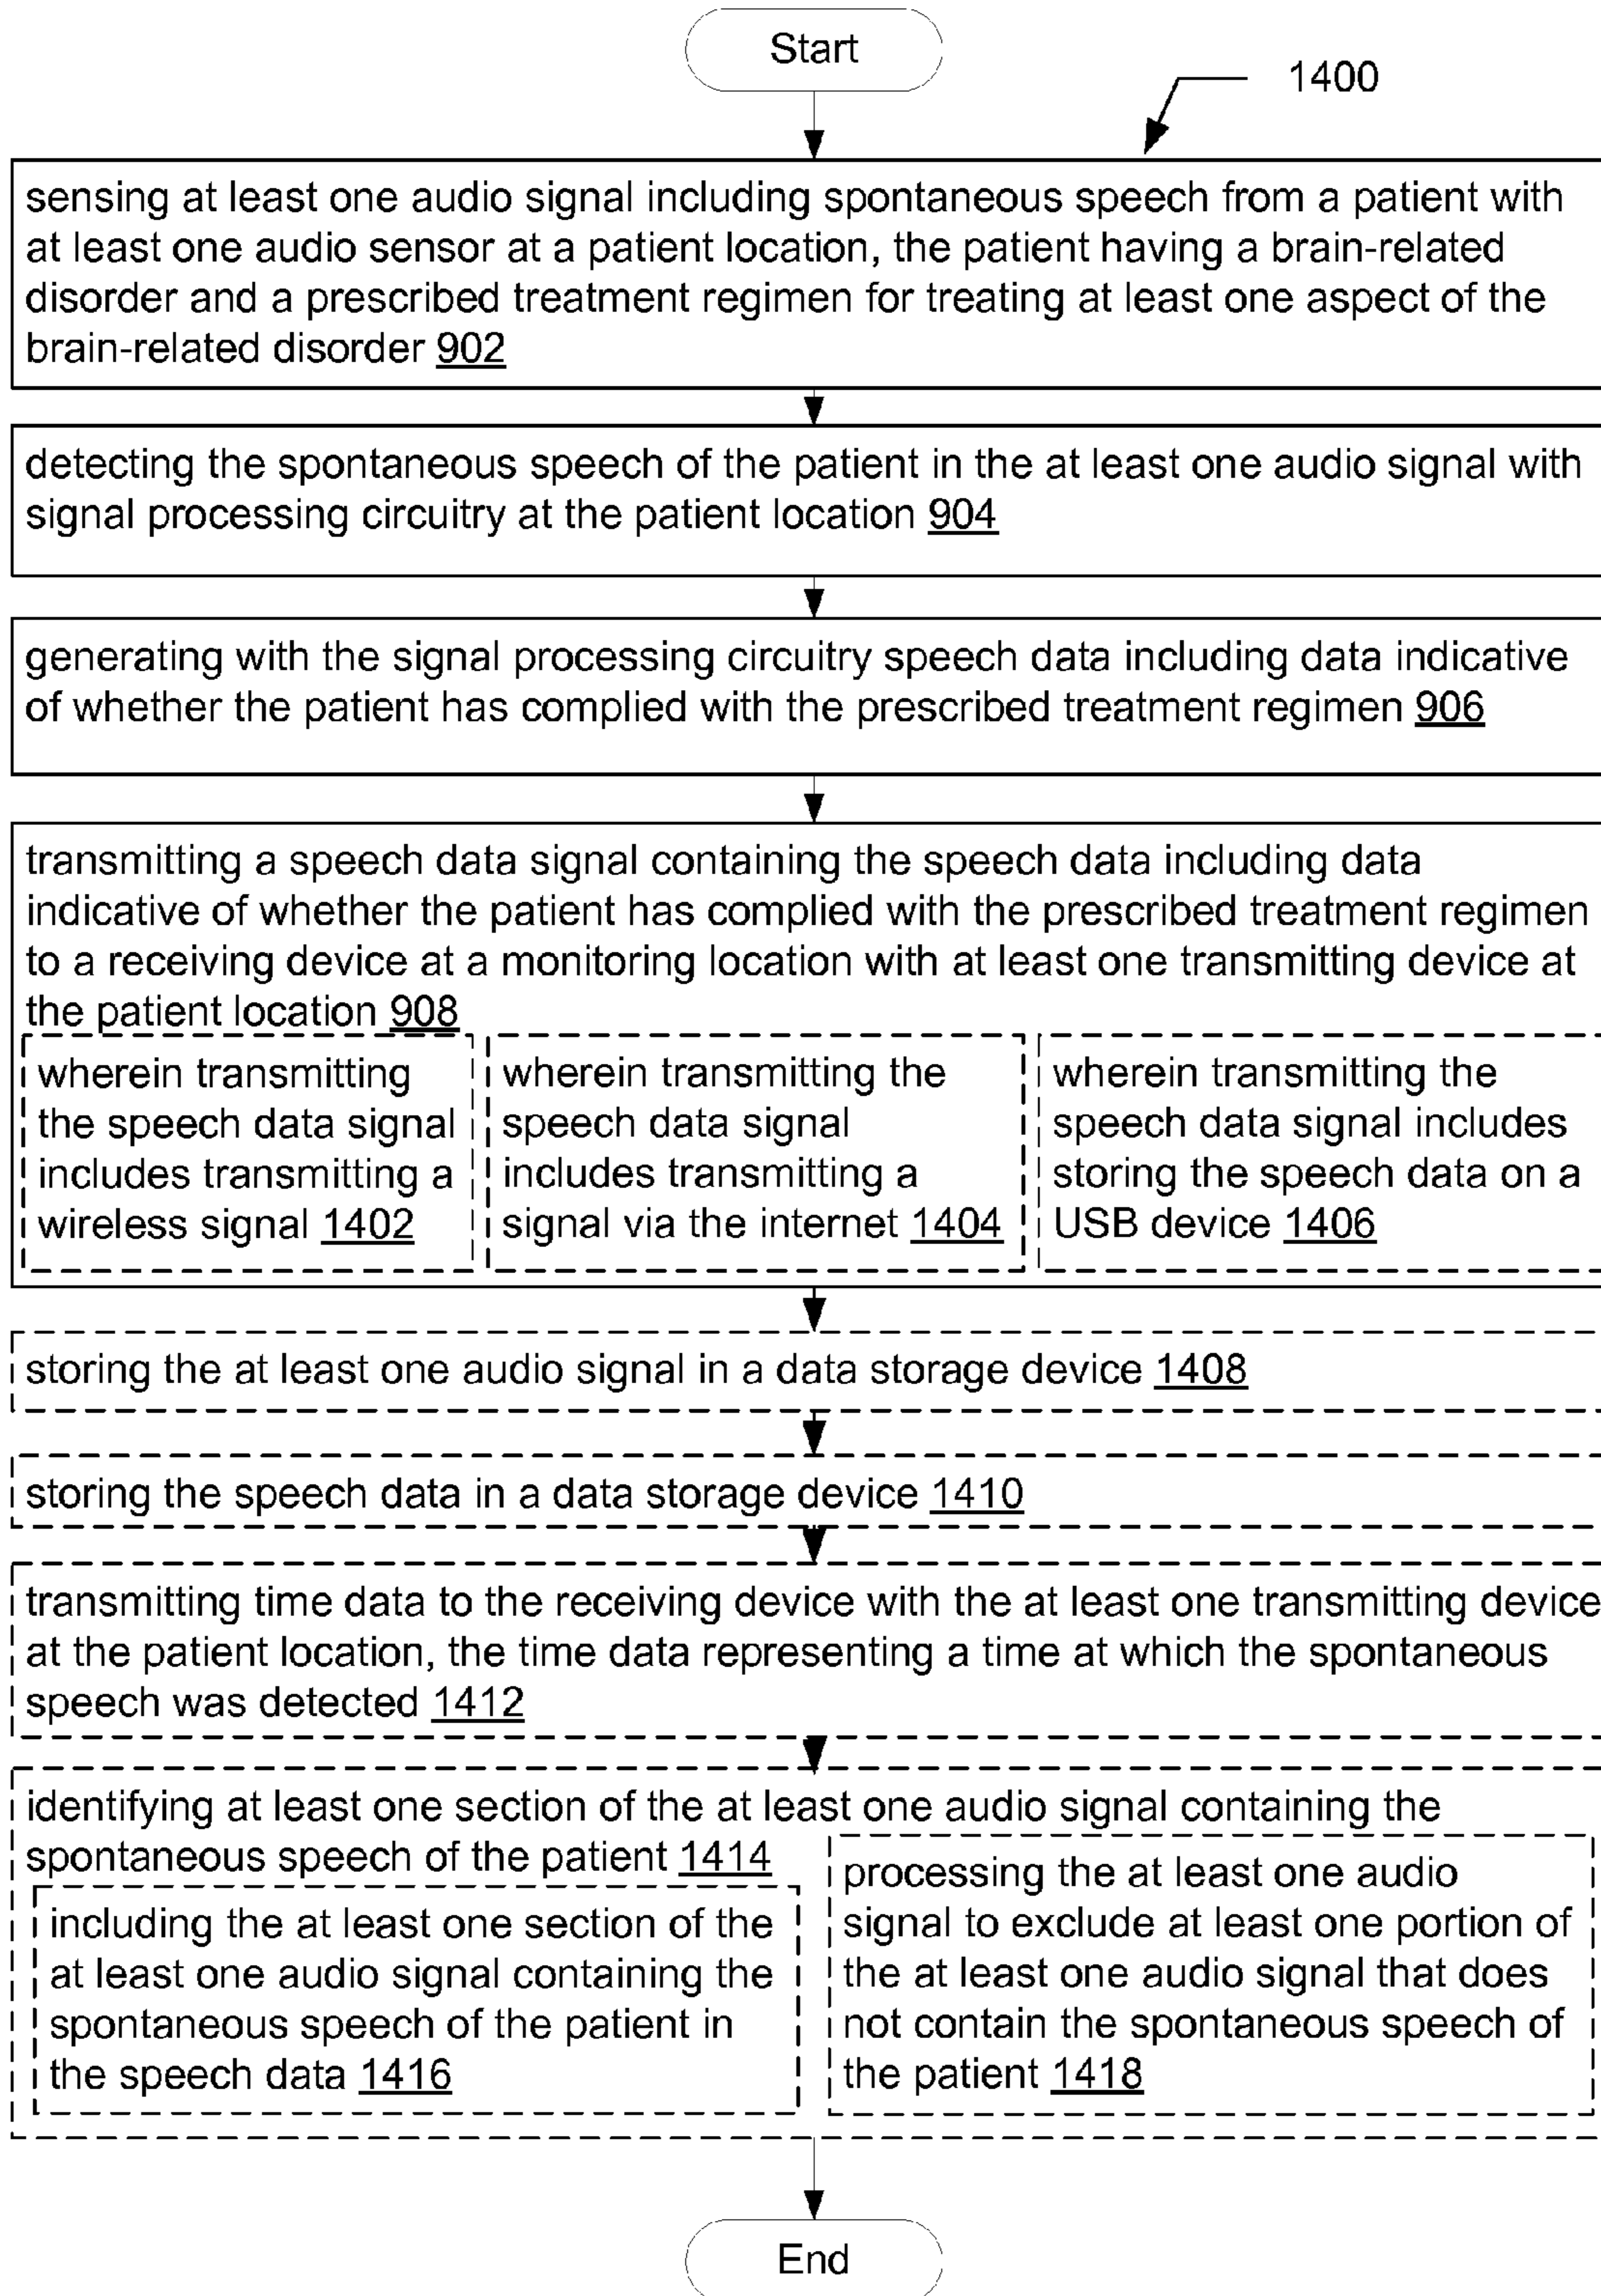 Start
1400
sensing at least one audio signal including spontaneous speech from a patient with
at least one audio sensor at a patient location, the patient having a brain-related
disorder and a prescribed treatment regimen for treating at least one aspect of the
brain-related disorder 902
detecting the spontaneous speech of the patient in the at least one audio signal with
signal processing circuitry at the patient location 904
generating with the signal processing circuitry speech data including data indicative
of whether the patient has complied with the prescribed treatment regimen 906
transmitting a speech data signal containing the speech data including data
indicative of whether the patient has complied with the prescribed treatment regimen
to a receiving device at a monitoring location with at least one transmitting device at
the patient location 908
wherein transmitting
the speech data signal
includes transmitting a
wireless signal 1402
wherein transmitting the
speech data signal
includes transmitting a
signal via the internet 1404
wherein transmitting the
speech data signal includes
storing the speech data on a
USB device 1406
storing the at least one audio signal in a data storage device 1408
storing the speech data in a data storage device 1410
transmitting time data to the receiving device with the at least one transmitting device
at the patient location, the time data representing a time at which the spontaneous
speech was detected 1412
identifying at least one section of the at least one audio signal containing the
spontaneous speech of the patient 1414
including the at least one section of the
at least one audio signal containing the
spontaneous speech of the patient in
the speech data 1416
processing the at least one audio
signal to exclude at least one portion of
the at least one audio signal that does
not contain the spontaneous speech of
the patient 1418
End